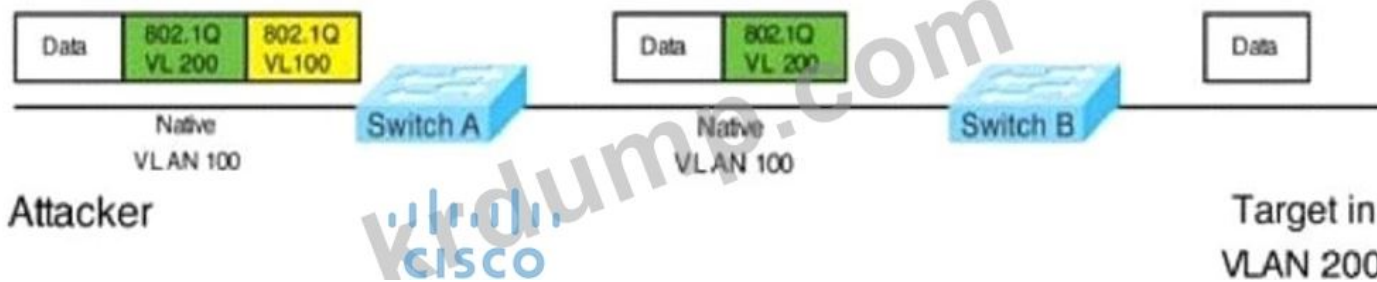 Data 802.1Q VL 200 802.1Q VL100
Data 802.1Q VL 200
Data
Native VLAN 100
Switch A
Native VLAN 100
Switch B
Attacker
CISCO
Target in VLAN 200
krdump.com